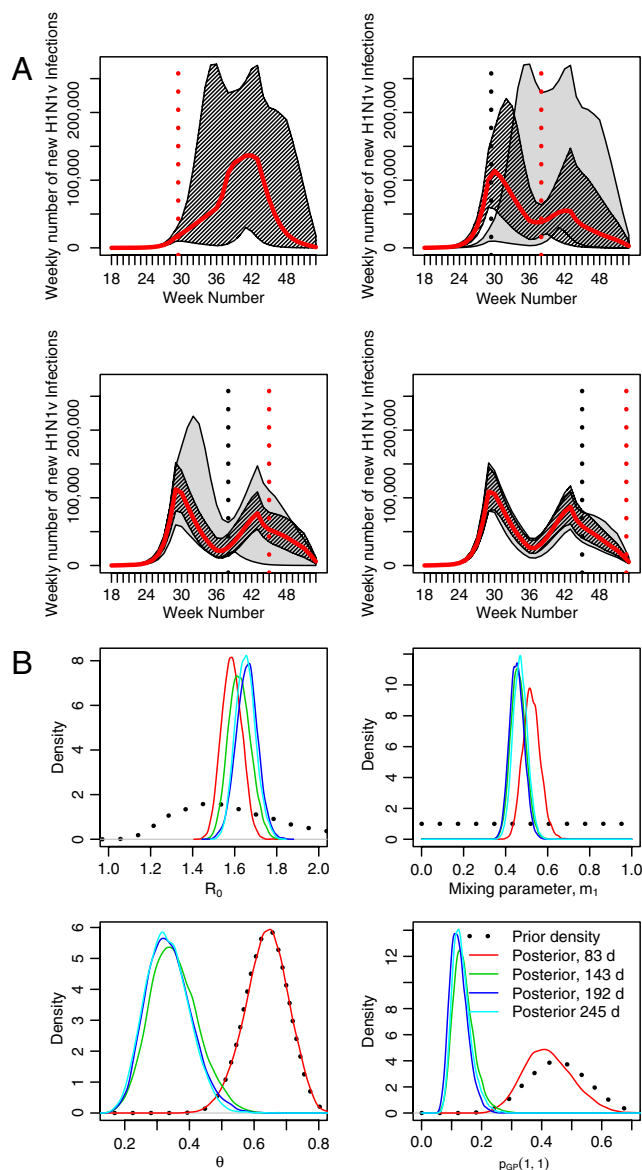 A
Weekly number of new H1N1v Infections
0 100,000 200,000
18 24 30 36 42 48
Week Number
Weekly number of new H1N1v Infections
0 100,000 200,000
18 24 30 36 42 48
Week Number
Weekly number of new H1N1v Infections
0 100,000 200,000
18 24 30 36 42 48
Week Number
Weekly number of new H1N1v Infections
0 100,000 200,000
18 24 30 36 42 48
Week Number
B
Density
0 2 4 6 8
1.0 1.2 1.4 1.6 1.8 2.0
R0
Density
0 2 4 6 8 10
0.0 0.2 0.4 0.6 0.8 1.0
Mixing parameter, m1
Density
0 1 2 3 4 5 6
0.2 0.4 0.6 0.8
θ
Density
0 2 4 6 8 10 14
0.0 0.2 0.4 0.6
pGP(1, 1)
Prior density
Posterior, 83 d
Posterior, 143 d
Posterior, 192 d
Posterior 245 d